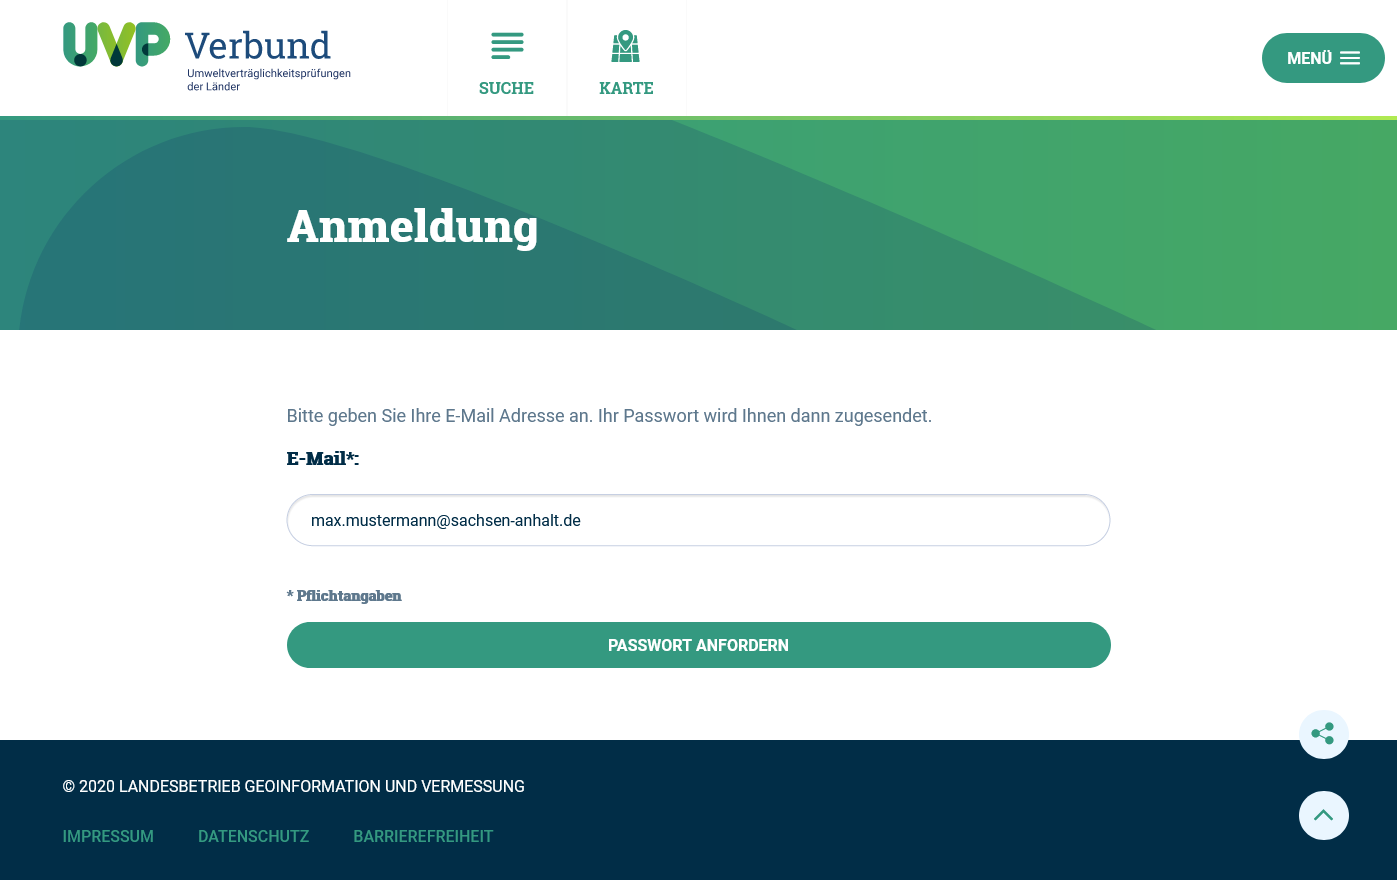 UVP Verbund
Umweltverträglichkeitsprüfungen
der Länder
SUCHE
KARTE
MENÜ
Anmeldung
Bitte geben Sie Ihre E-Mail Adresse an. Ihr Passwort wird Ihnen dann zugesendet.
E-Mail*:
max.mustermann@sachsen-anhalt.de
* Pflichtangaben
PASSWORT ANFORDERN
© 2020 LANDESBETRIEB GEOINFORMATION UND VERMESSUNG
IMPRESSUM DATENSCHUTZ BARRIEREFREIHEIT